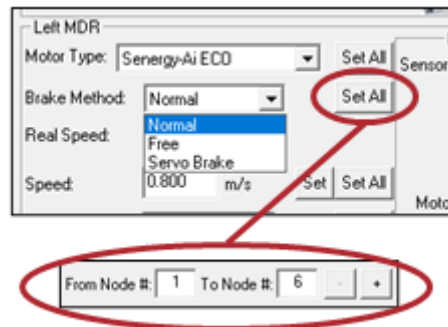 Left MDR
Motor Type: Senergy-Ai ECO Set All Sensor
Brake Method: Normal Set All
Normal
Real Speed:
Free
Servo Brake
Speed: 0.800 m/s Set Set All
Moto
From Node #: 1 To Node #: 6 - +